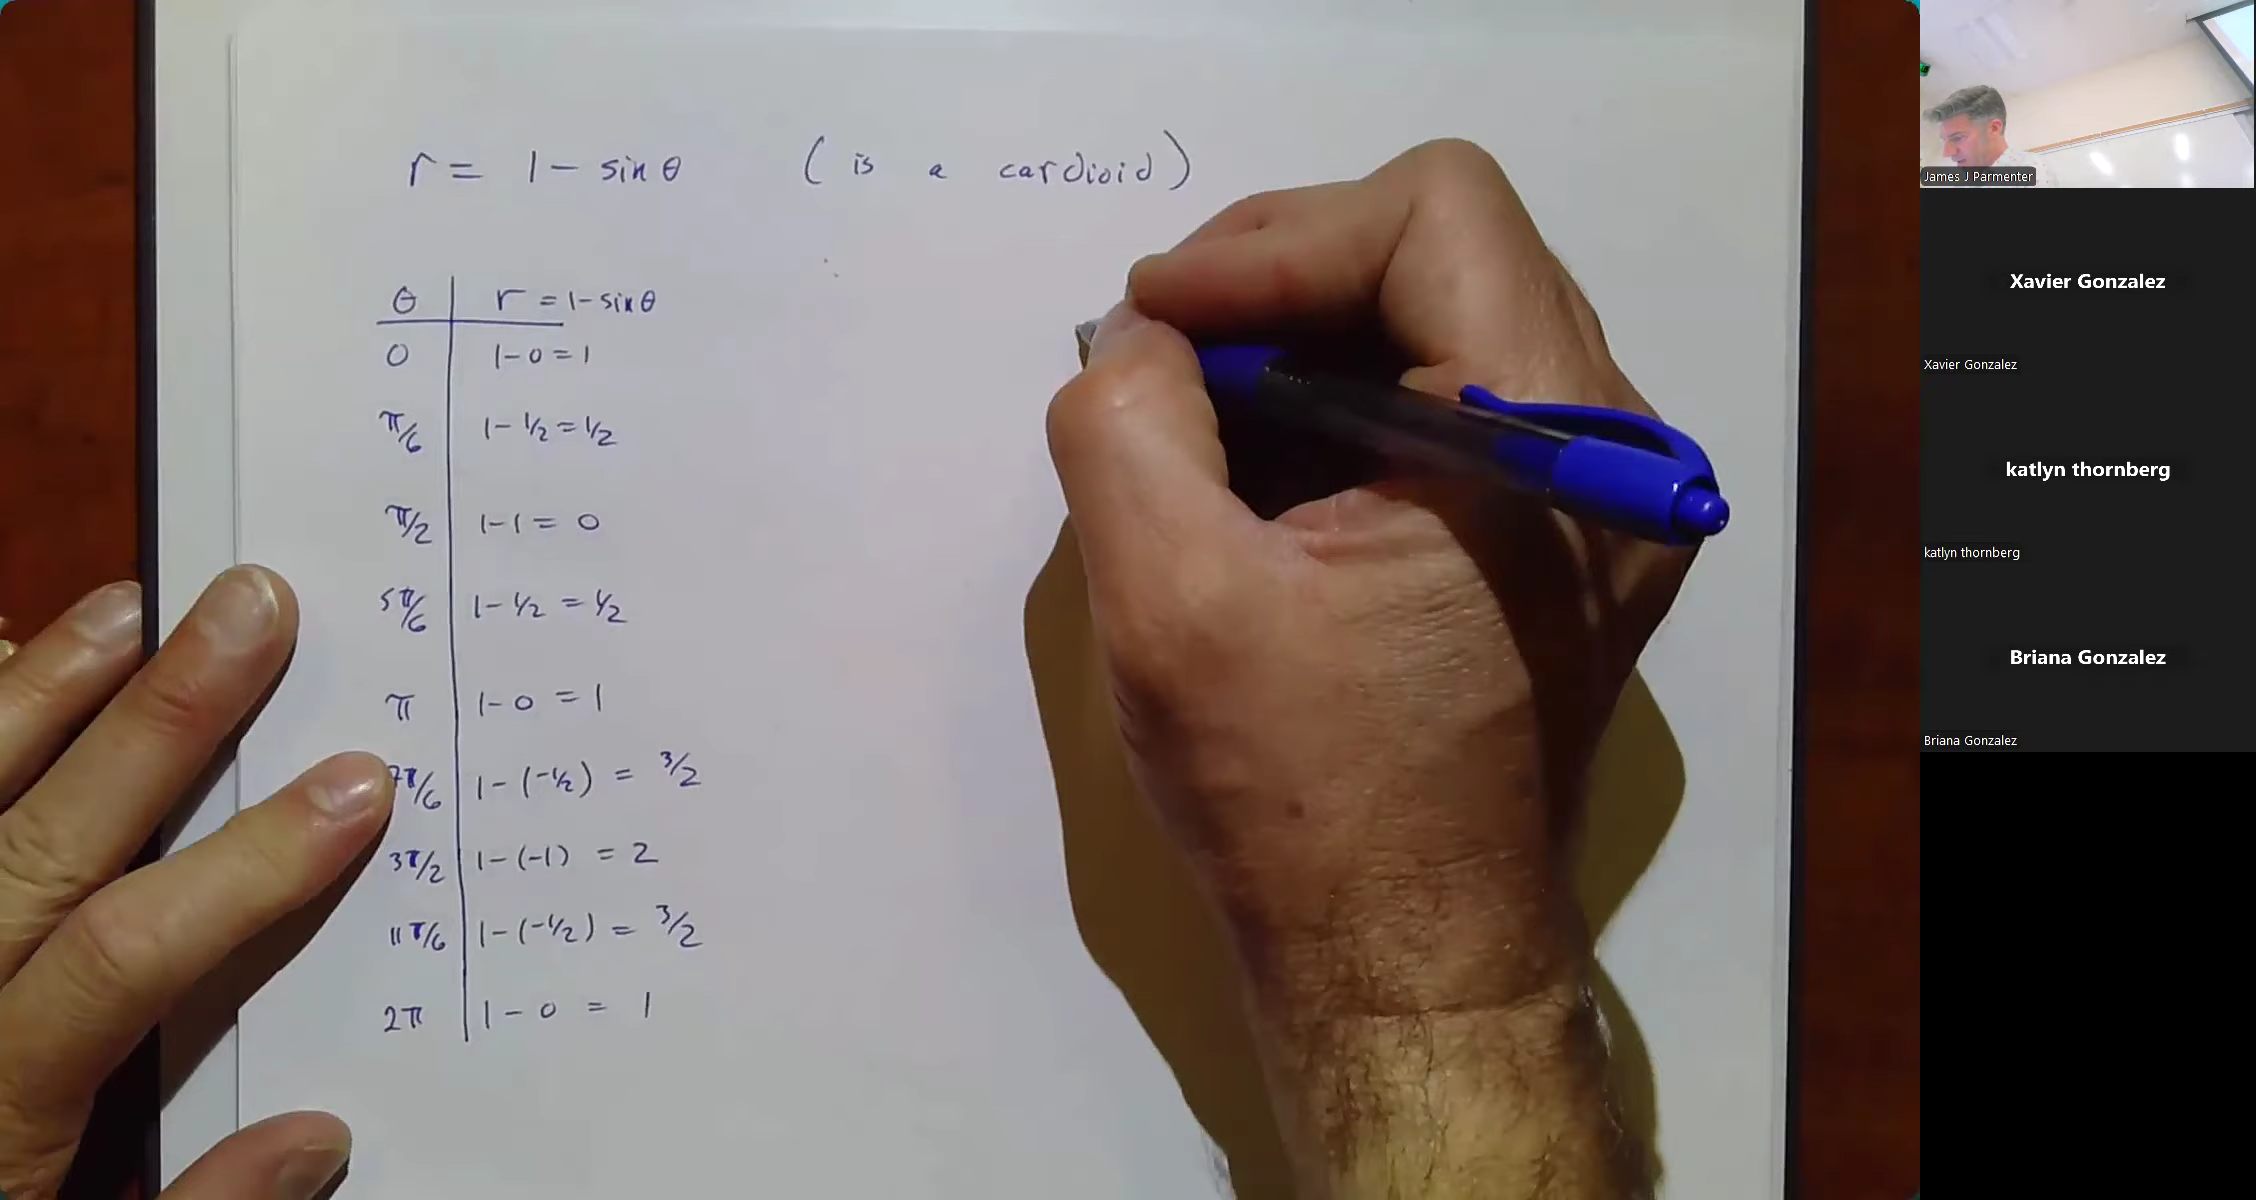 r = 1 - sin θ ( is a cardioid )
θ r = 1 - sin θ
0 1 - 0 = 1
π/6 1 - 1/2 = 1/2
π/2 1 - 1 = 0
5π/6 1 - 1/2 = 1/2
π 1 - 0 = 1
7π/6 1 - (-1/2) = 3/2
3π/2 1 - (-1) = 2
11π/6 1 - (-1/2) = 3/2
2π 1 - 0 = 1
James J Parmenter
Xavier Gonzalez
Xavier Gonzalez
katlyn thornberg
katlyn thornberg
Briana Gonzalez
Briana Gonzalez